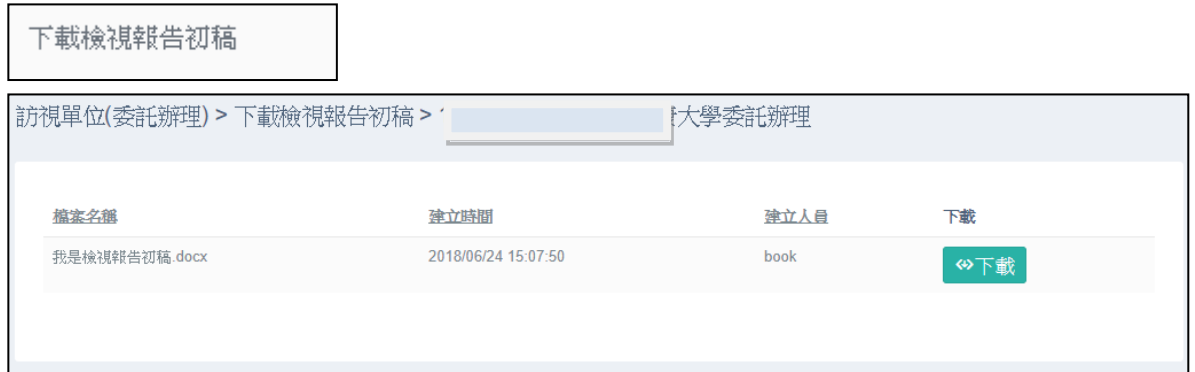 下載檢視報告初稿
訪視單位(委託辦理) > 下載檢視報告初稿 >
大學委託辦理
檔案名稱 建立時間 建立人員 下載
我是檢視報告初稿.docx 2018/06/24 15:07:50 book 下載